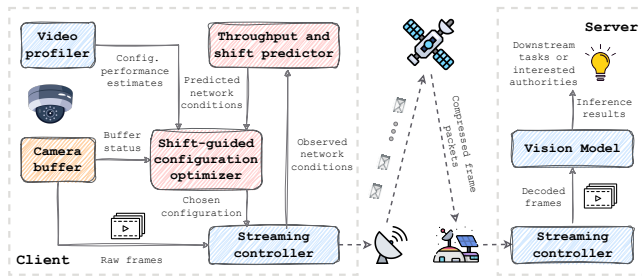 Video
profiler
Throughput and
shift predictor
Config.
performance
estimates
Predicted
network
conditions
Buffer
status
Camera
buffer
Shift-guided
configuration
optimizer
Observed
network
conditions
Chosen
configuration
Streaming
controller
Raw frames
Client
Compressed frame
packets
Server
Downstream
tasks or
interested
authorities
Inference
results
Vision Model
Decoded
frames
Streaming
controller